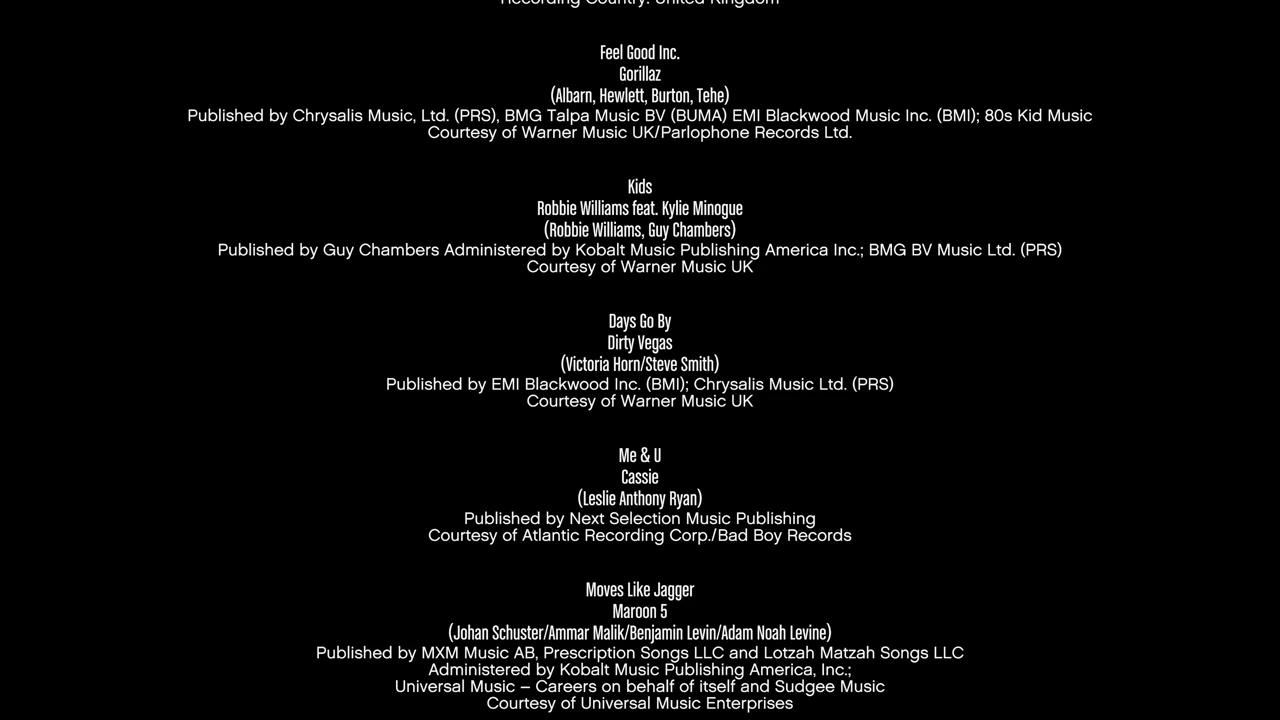 Recording Country: United Kingdom
Feel Good Inc.
Gorillaz
(Albarn, Hewlett, Burton, Tehe)
Published by Chrysalis Music, Ltd. (PRS), BMG Talpa Music BV (BUMA) EMI Blackwood Music Inc. (BMI); 80s Kid Music
Courtesy of Warner Music UK/Parlophone Records Ltd.
Kids
Robbie Williams feat. Kylie Minogue
(Robbie Williams, Guy Chambers)
Published by Guy Chambers Administered by Kobalt Music Publishing America Inc.; BMG BV Music Ltd. (PRS)
Courtesy of Warner Music UK
Days Go By
Dirty Vegas
(Victoria Horn/Steve Smith)
Published by EMI Blackwood Inc. (BMI); Chrysalis Music Ltd. (PRS)
Courtesy of Warner Music UK
Me & U
Cassie
(Leslie Anthony Ryan)
Published by Next Selection Music Publishing
Courtesy of Atlantic Recording Corp./Bad Boy Records
Moves Like Jagger
Maroon 5
(Johan Schuster/Ammar Malik/Benjamin Levin/Adam Noah Levine)
Published by MXM Music AB, Prescription Songs LLC and Lotzah Matzah Songs LLC
Administered by Kobalt Music Publishing America, Inc.;
Universal Music – Careers on behalf of itself and Sudgee Music
Courtesy of Universal Music Enterprises